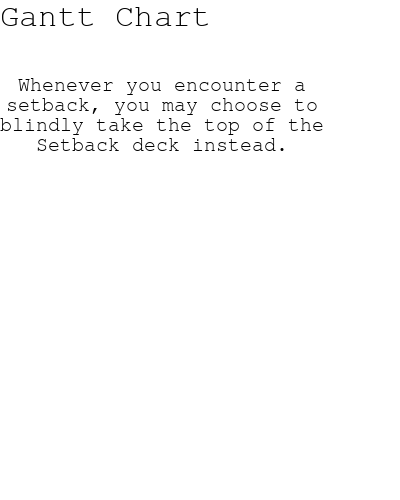 Gantt Chart
Whenever you encounter a
setback, you may choose to
blindly take the top of the
Setback deck instead.